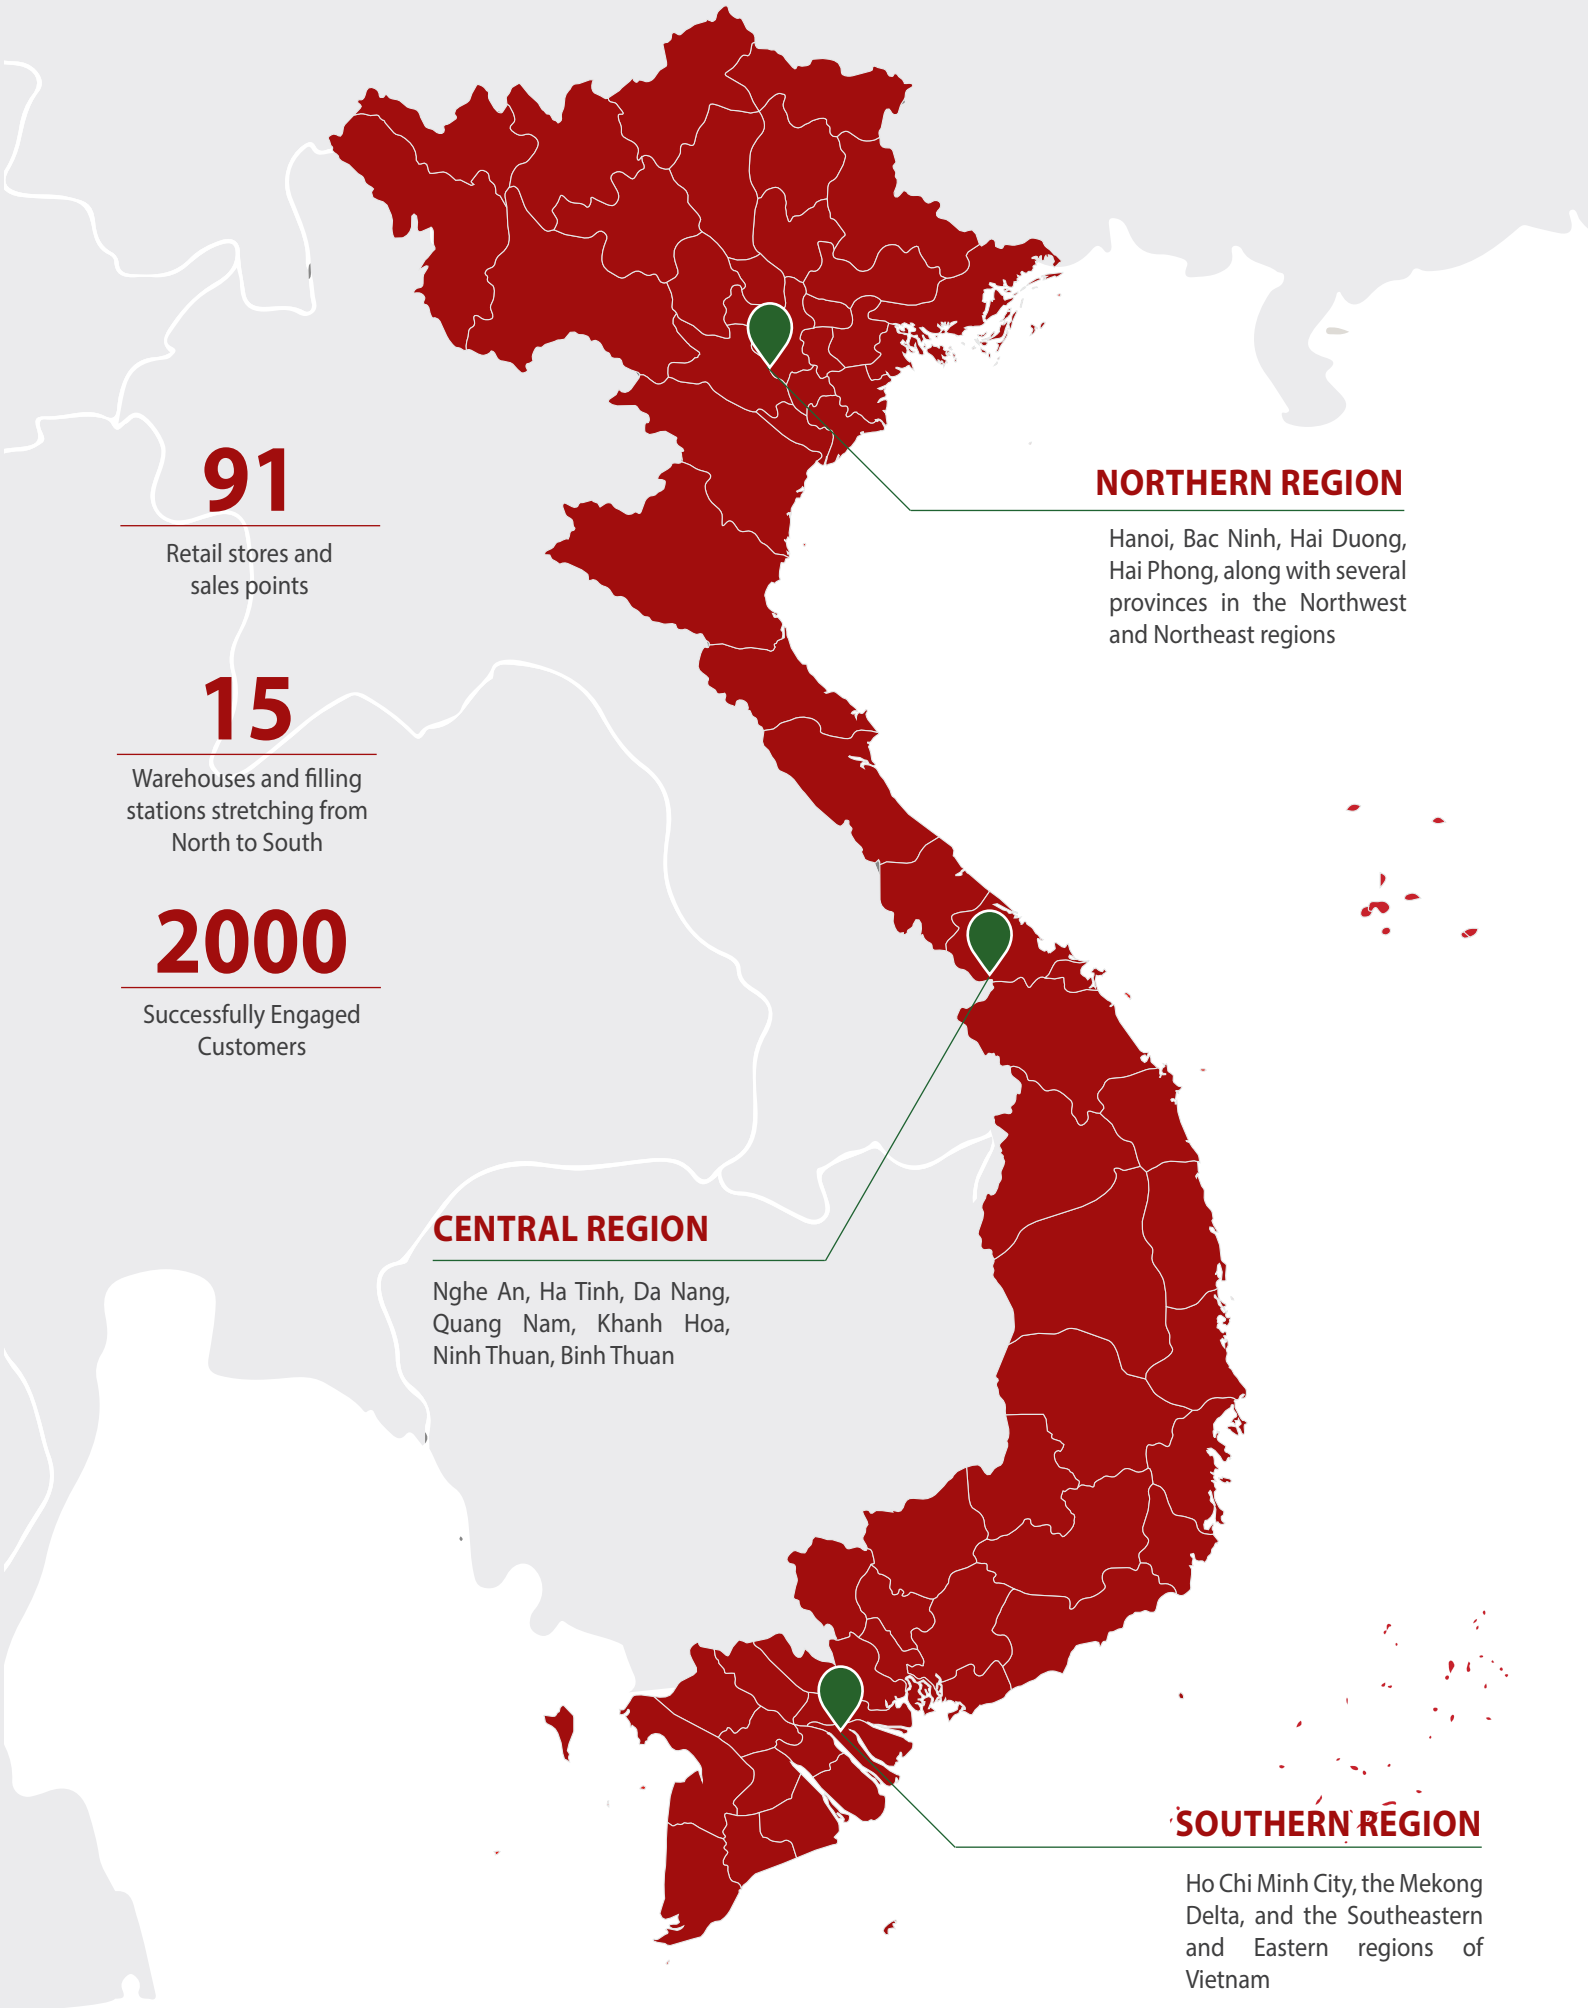 91
Retail stores and
sales points
15
Warehouses and filling
stations stretching from
North to South
2000
Successfully Engaged
Customers
NORTHERN REGION
Hanoi, Bac Ninh, Hai Duong,
Hai Phong, along with several
provinces in the Northwest
and Northeast regions
CENTRAL REGION
Nghe An, Ha Tinh, Da Nang,
Quang Nam, Khanh Hoa,
Ninh Thuan, Binh Thuan
SOUTHERN REGION
Ho Chi Minh City, the Mekong
Delta, and the Southeastern
and Eastern regions of
Vietnam